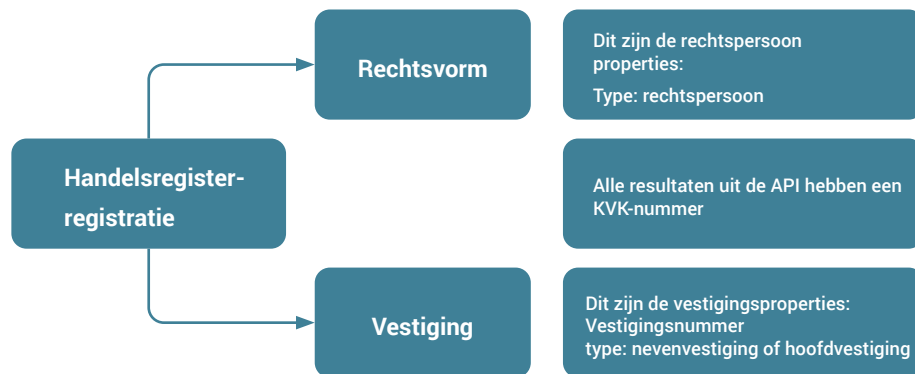 Rechtsvorm
Dit zijn de rechtspersoon
properties:
Type: rechtspersoon
Handelsregister-
registratie
Alle resultaten uit de API hebben een
KVK-nummer
Vestiging
Dit zijn de vestigingsproperties:
Vestigingsnummer
type: nevenvestiging of hoofdvestiging